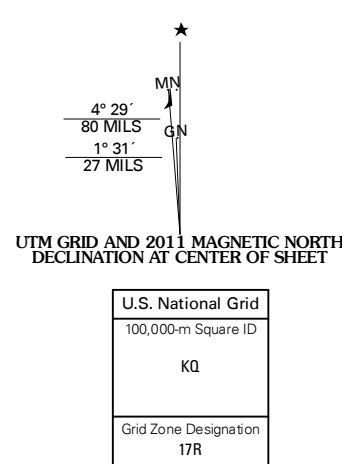 ★
MN
4° 29´
80 MILS
GN
1° 31´
27 MILS
UTM GRID AND 2011 MAGNETIC NORTH
DECLINATION AT CENTER OF SHEET
U.S. National Grid
100,000-m Square ID
KQ
Grid Zone Designation
17R